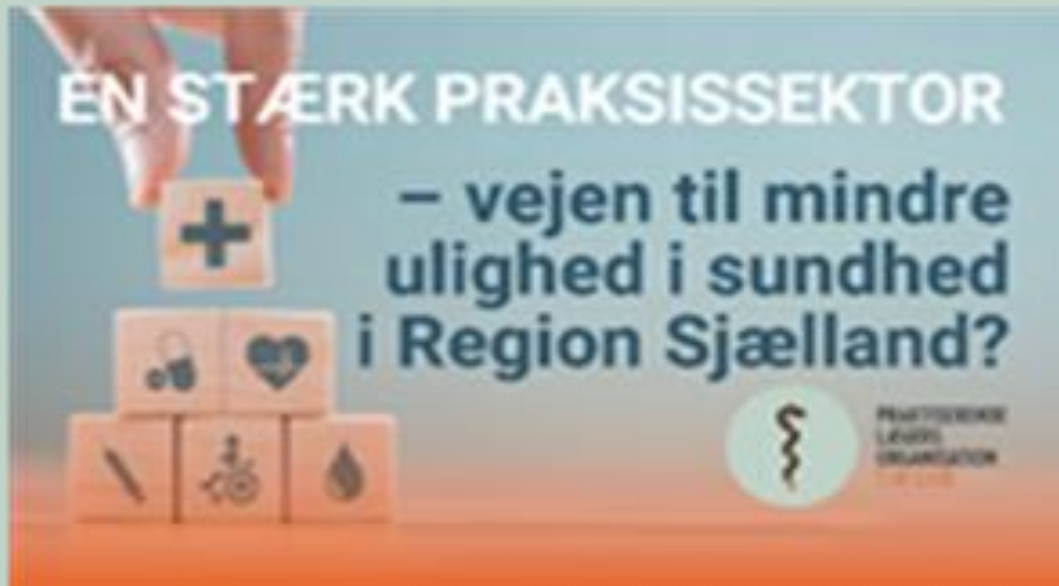 EN STÆRK PRAKSISSEKTOR
– vejen til mindre
ulighed i sundhed
i Region Sjælland?
PRAKTISERENDE
LÆGERS
ORGANISATION